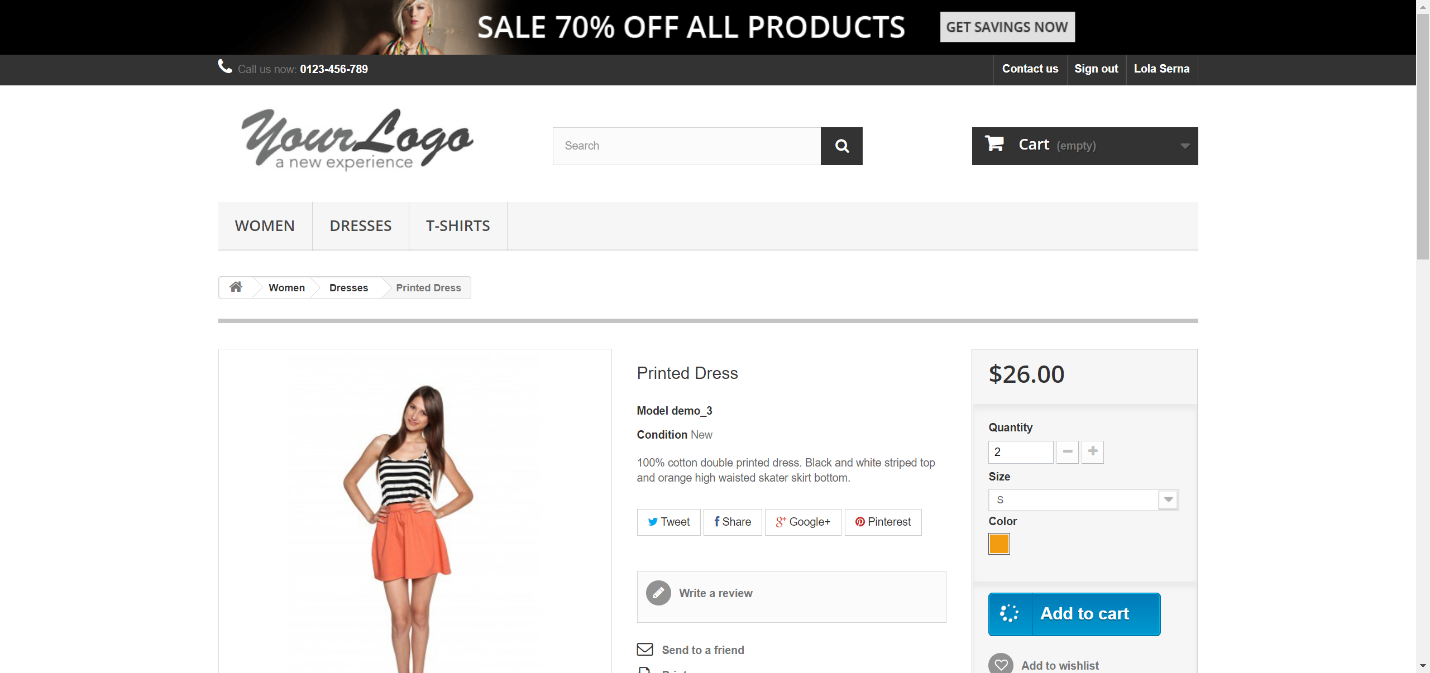 SALE 70% OFF ALL PRODUCTS GET SAVINGS NOW
Call us now: 0123-456-789 Contact us Sign out Lola Serna
YourLogo
a new experience
Search
Cart (empty)
WOMEN DRESSES T-SHIRTS
Women Dresses Printed Dress
Printed Dress
Model demo_3
Condition New
100% cotton double printed dress. Black and white striped top
and orange high waisted skater skirt bottom.
Tweet Share Google+ Pinterest
Write a review
Send to a friend
Print
$26.00
Quantity
2
Size
S
Color
Add to cart
Add to wishlist